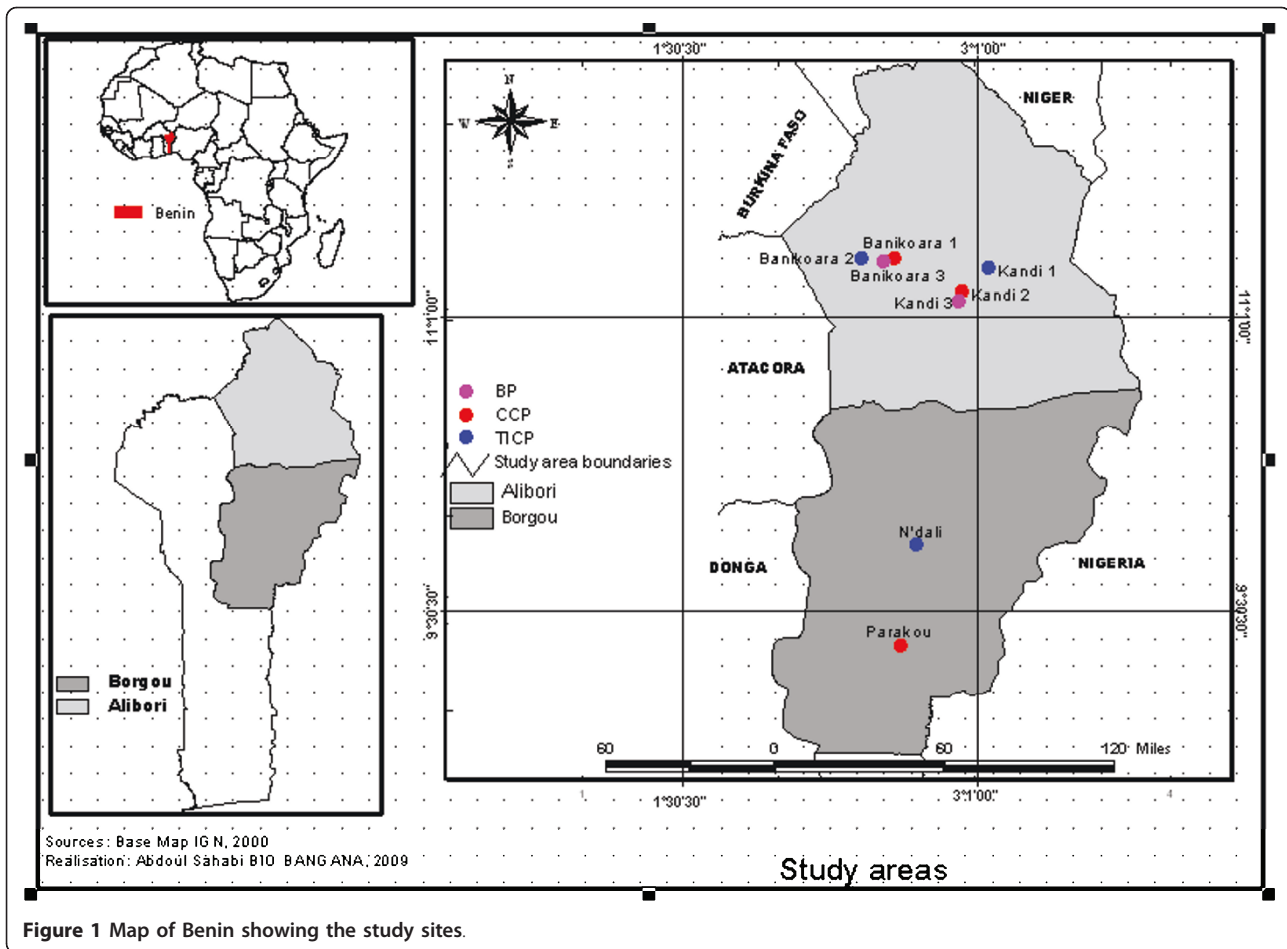 Benin
Borgou
Alibori
Sources : Base Map IGN, 2000
Réalisation: Abdoul Sahabi BIO BANGANA, 2009
1°30'30"
3°1'00"
N
W
E
S
BURKINA FASO
NIGER
Banikoara 1
Banikoara 2
Banikoara 3
Kandi 1
Kandi 2
Kandi 3
11°1'00"
11°1'00"
ATACORA
BP
CCP
TICP
Study area boundaries
Alibori
Borgou
N'dali
DONGA
NIGERIA
9°30'30"
9°30'30"
Parakou
60
0
60
120 Miles
1
1°30'30"
3°1'00"
4
Study areas
Figure 1 Map of Benin showing the study sites.